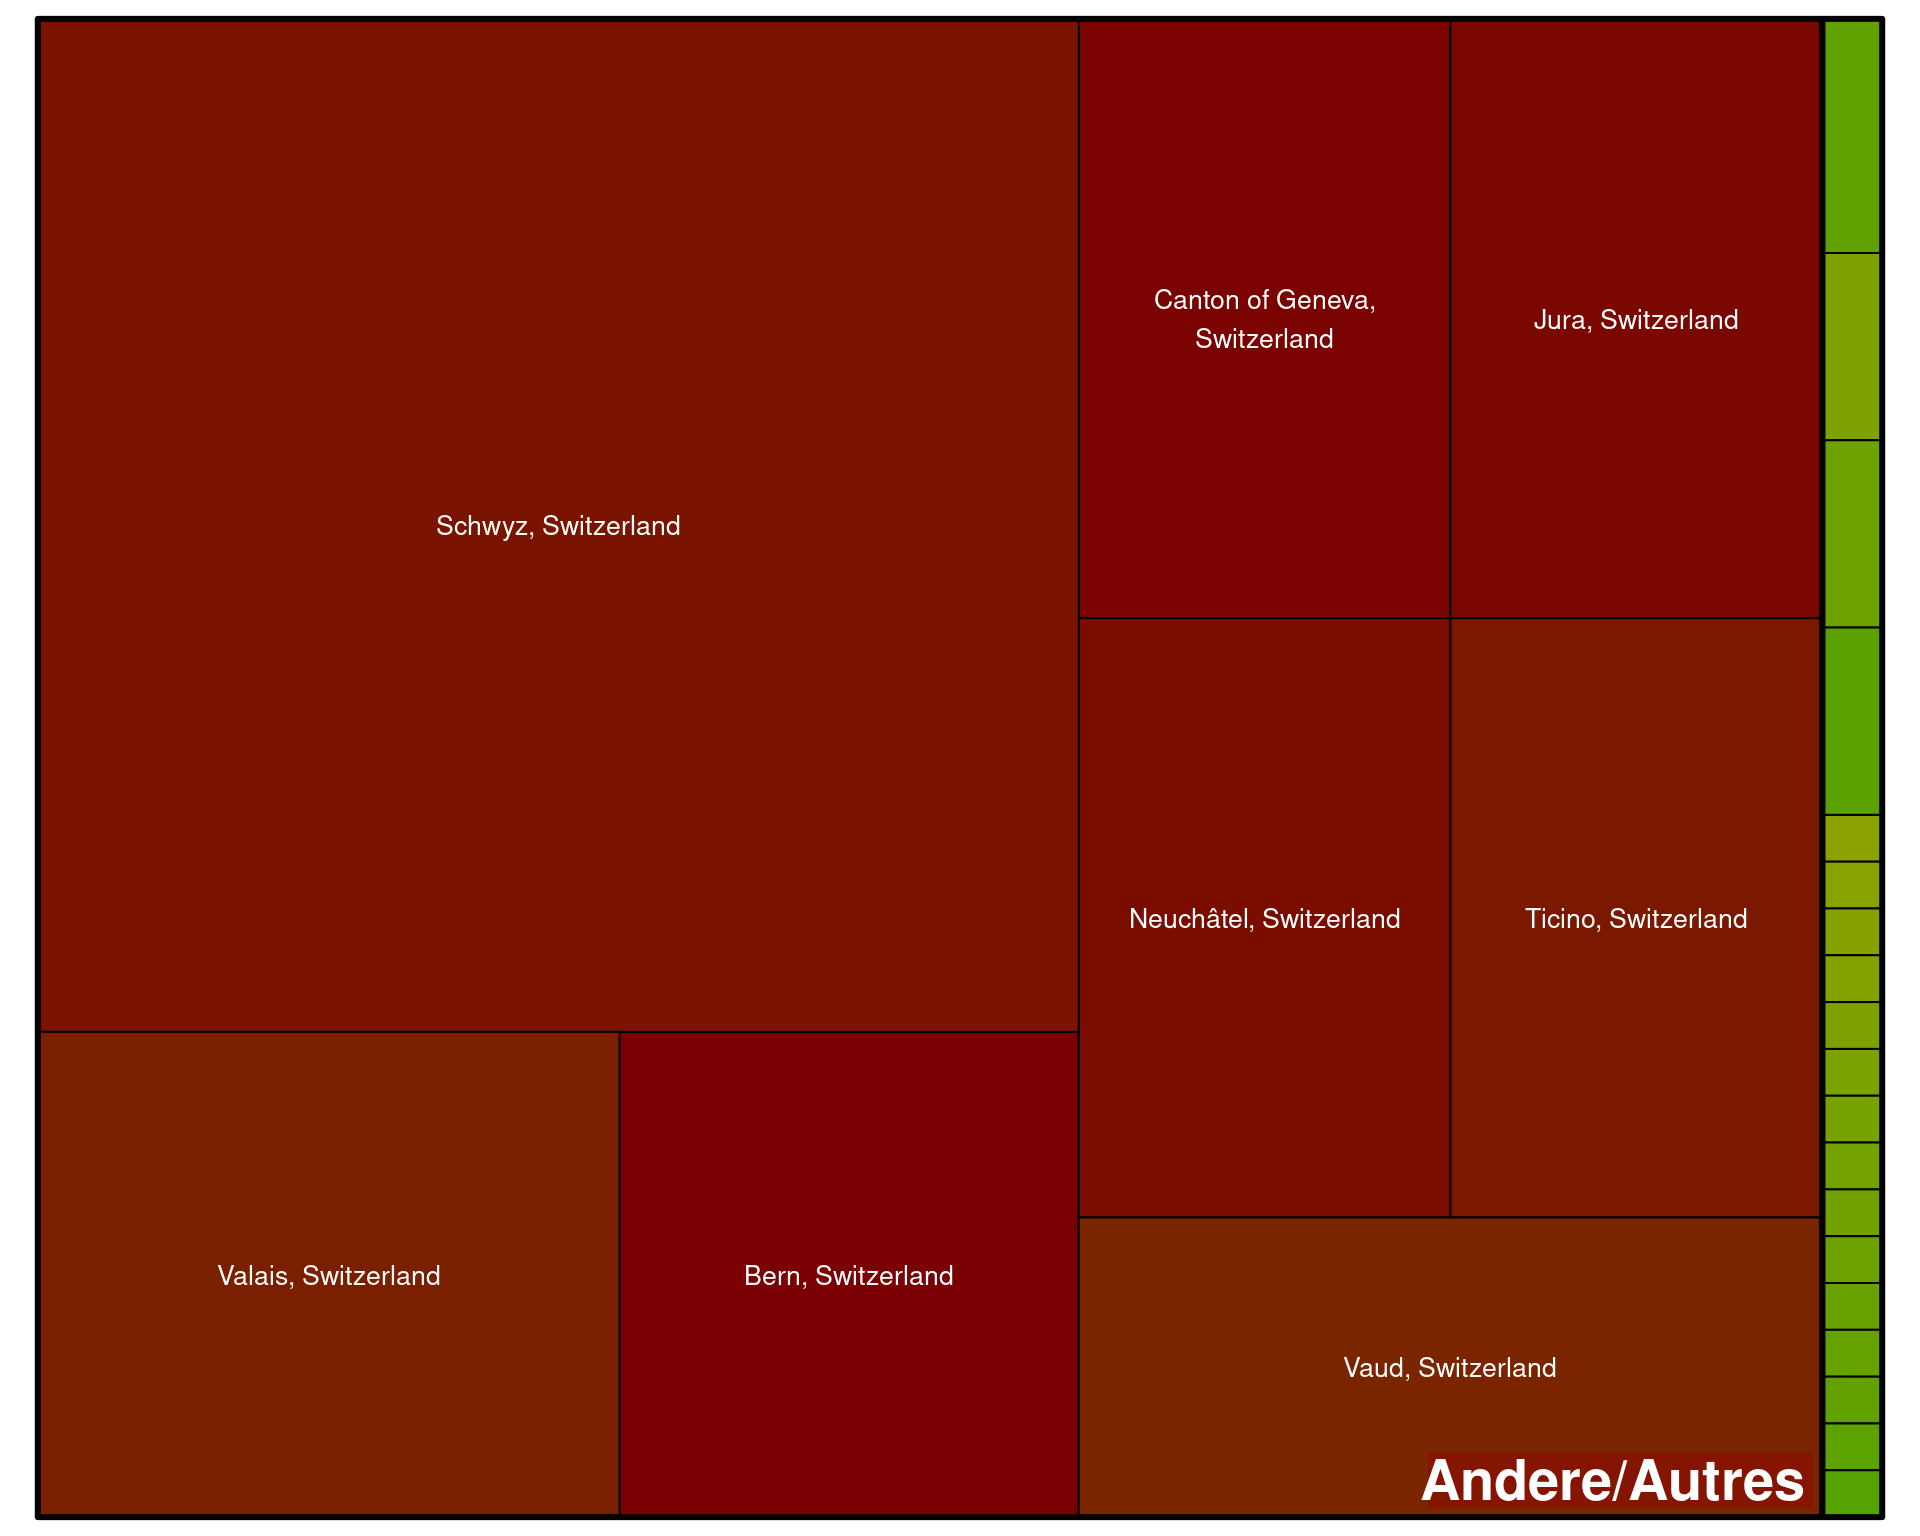 Schwyz, Switzerland
Canton of Geneva,
Switzerland
Jura, Switzerland
Neuchâtel, Switzerland
Ticino, Switzerland
Valais, Switzerland
Bern, Switzerland
Vaud, Switzerland
Andere/Autres